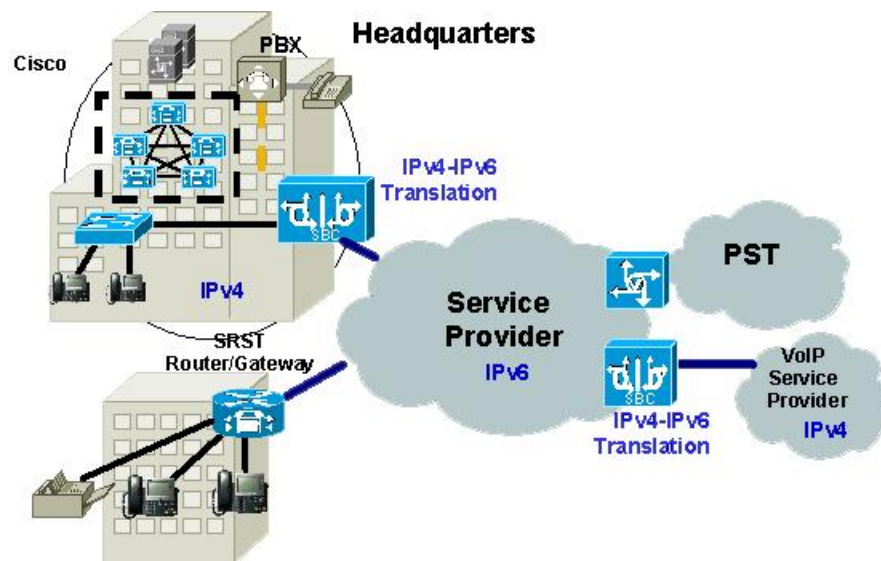 Headquarters
PBX
Cisco
IPv4-IPv6
Translation
SBC
IPv4
PST
Service
Provider
IPv6
SRST
Router/Gateway
SBC
VoIP
Service
Provider
IPv4
IPv4-IPv6
Translation